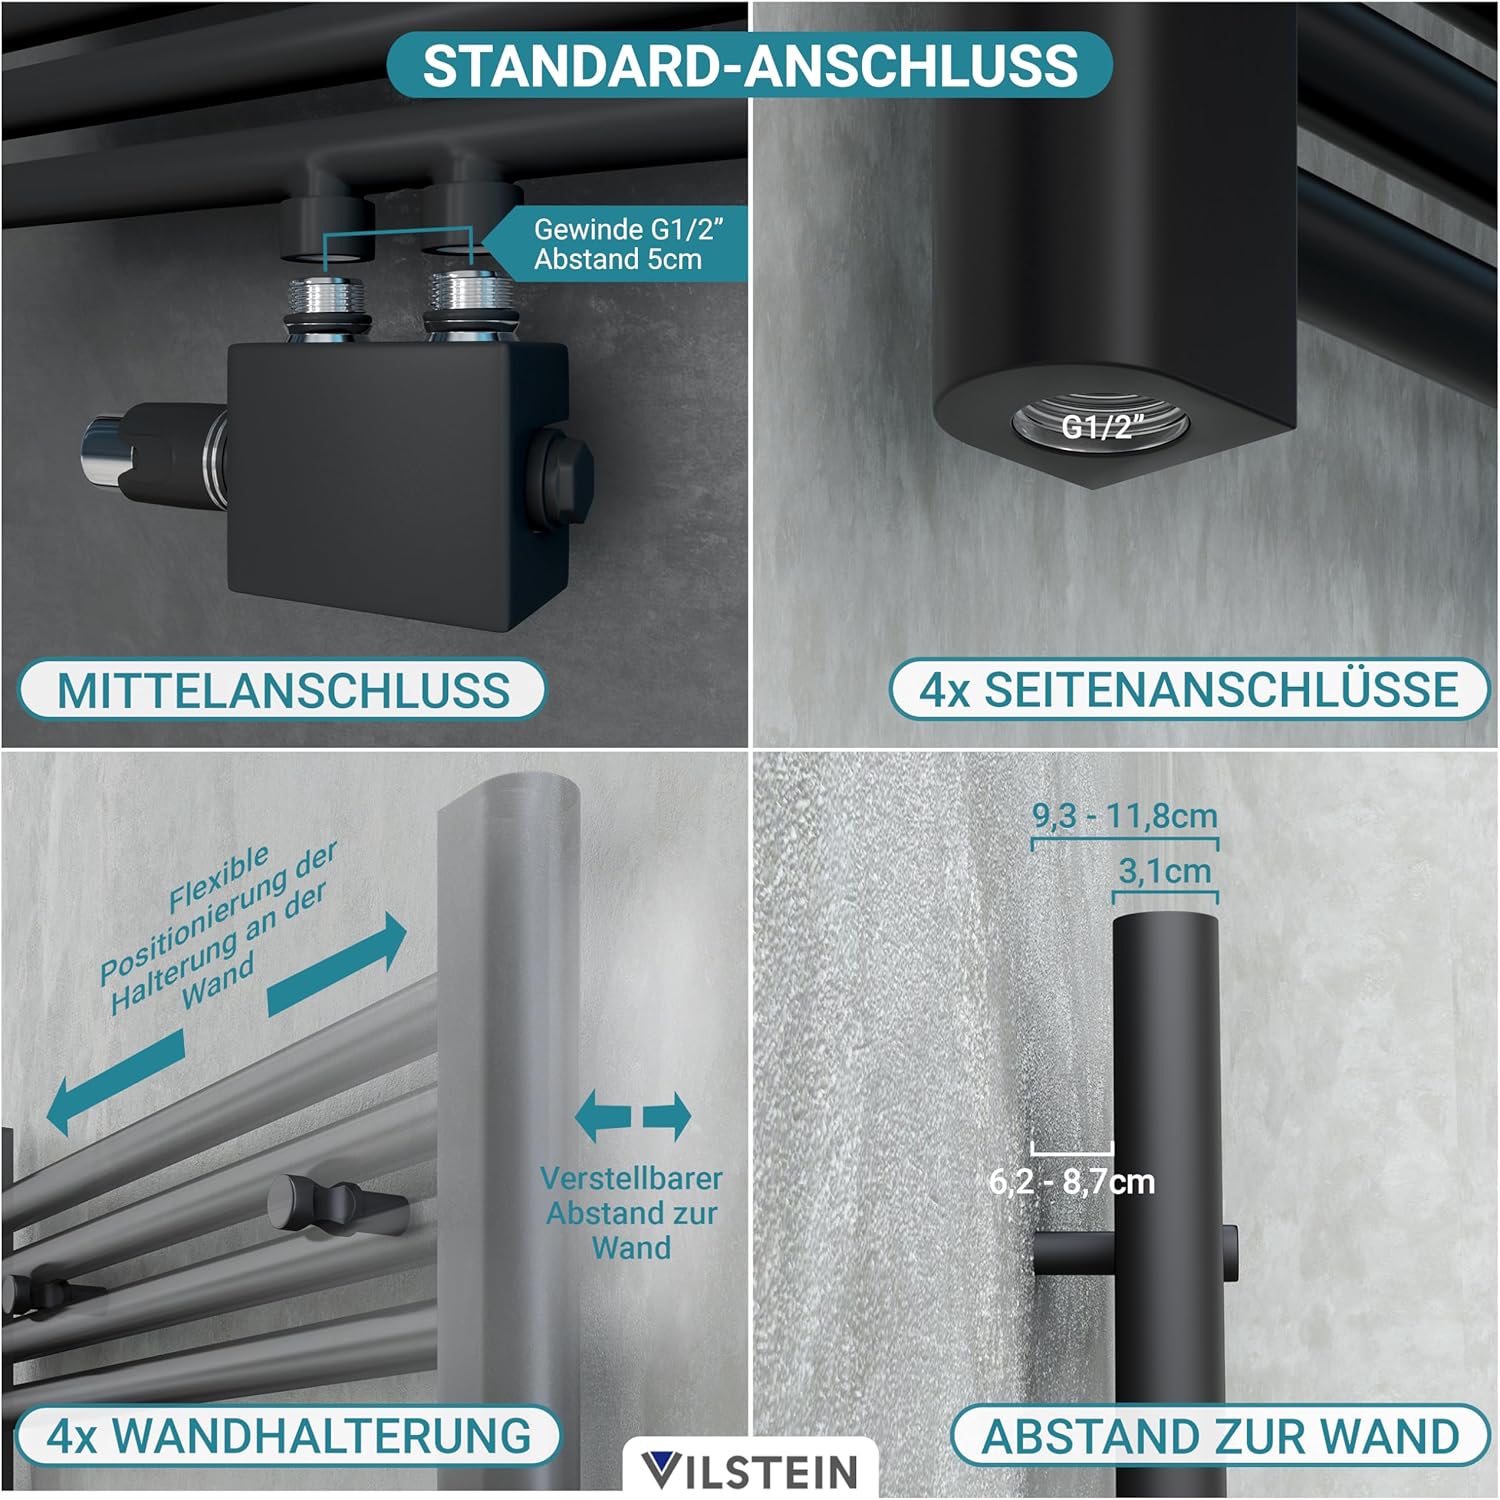 STANDARD-ANSCHLUSS
Gewinde G1/2”
Abstand 5cm
MITTELANSCHLUSS
G1/2”
4x SEITENANSCHLÜSSE
Flexible
Positionierung der
Halterung an der
Wand
Verstellbarer
Abstand zur
Wand
4x WANDHALTERUNG
9,3 - 11,8cm
3,1cm
6,2 - 8,7cm
ABSTAND ZUR WAND
VILSTEIN